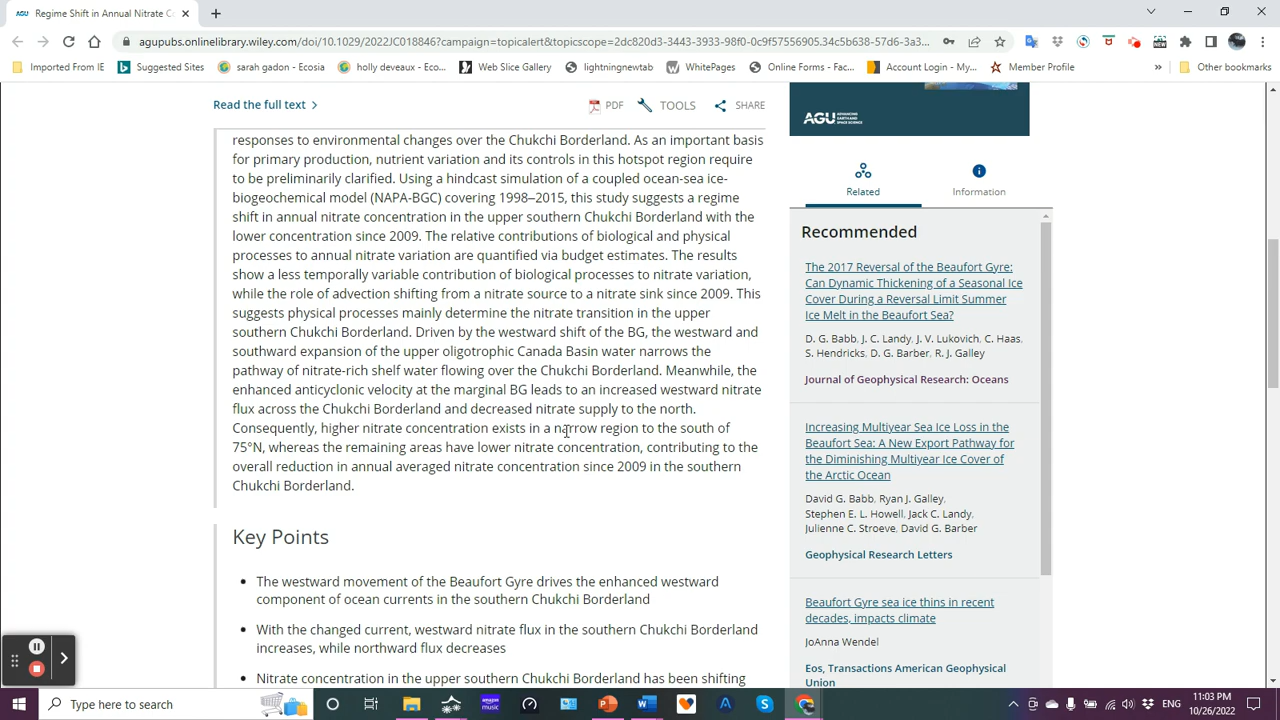 Regime Shift in Annual Nitrate Co
agupubs.onlinelibrary.wiley.com/doi/10.1029/2022JC018846?campaign=topicalert&topicscope=2dc820d3-3443-3933-98f0-0c9f57556905.34c5b638-57d6-3a3...
Imported From IE
Suggested Sites
sarah gadon - Ecosia
holly deveaux - Eco...
Web Slice Gallery
lightningnewtab
WhitePages
Online Forms - Fac...
Account Login - My...
Member Profile
»
Other bookmarks
Read the full text
PDF
TOOLS
SHARE
responses to environmental changes over the Chukchi Borderland. As an important basis
for primary production, nutrient variation and its controls in this hotspot region require
to be preliminarily clarified. Using a hindcast simulation of a coupled ocean-sea ice-
biogeochemical model (NAPA-BGC) covering 1998–2015, this study suggests a regime
shift in annual nitrate concentration in the upper southern Chukchi Borderland with the
lower concentration since 2009. The relative contributions of biological and physical
processes to annual nitrate variation are quantified via budget estimates. The results
show a less temporally variable contribution of biological processes to nitrate variation,
while the role of advection shifting from a nitrate source to a nitrate sink since 2009. This
suggests physical processes mainly determine the nitrate transition in the upper
southern Chukchi Borderland. Driven by the westward shift of the BG, the westward and
southward expansion of the upper oligotrophic Canada Basin water narrows the
pathway of nitrate-rich shelf water flowing over the Chukchi Borderland. Meanwhile, the
enhanced anticyclonic velocity at the marginal BG leads to an increased westward nitrate
flux across the Chukchi Borderland and decreased nitrate supply to the north.
Consequently, higher nitrate concentration exists in a narrow region to the south of
75°N, whereas the remaining areas have lower nitrate concentration, contributing to the
overall reduction in annual averaged nitrate concentration since 2009 in the southern
Chukchi Borderland.
Key Points
• The westward movement of the Beaufort Gyre drives the enhanced westward
component of ocean currents in the southern Chukchi Borderland
• With the changed current, westward nitrate flux in the southern Chukchi Borderland
increases, while northward flux decreases
• Nitrate concentration in the upper southern Chukchi Borderland has been shifting
AGU ADVANCING EARTH AND SPACE SCIENCE
Related
Information
Recommended
The 2017 Reversal of the Beaufort Gyre:
Can Dynamic Thickening of a Seasonal Ice
Cover During a Reversal Limit Summer
Ice Melt in the Beaufort Sea?
D. G. Babb, J. C. Landy, J. V. Lukovich, C. Haas,
S. Hendricks, D. G. Barber, R. J. Galley
Journal of Geophysical Research: Oceans
Increasing Multiyear Sea Ice Loss in the
Beaufort Sea: A New Export Pathway for
the Diminishing Multiyear Ice Cover of
the Arctic Ocean
David G. Babb, Ryan J. Galley,
Stephen E. L. Howell, Jack C. Landy,
Julienne C. Stroeve, David G. Barber
Geophysical Research Letters
Beaufort Gyre sea ice thins in recent
decades, impacts climate
JoAnna Wendel
Eos, Transactions American Geophysical
Union
Type here to search
ENG
11:03 PM
10/26/2022